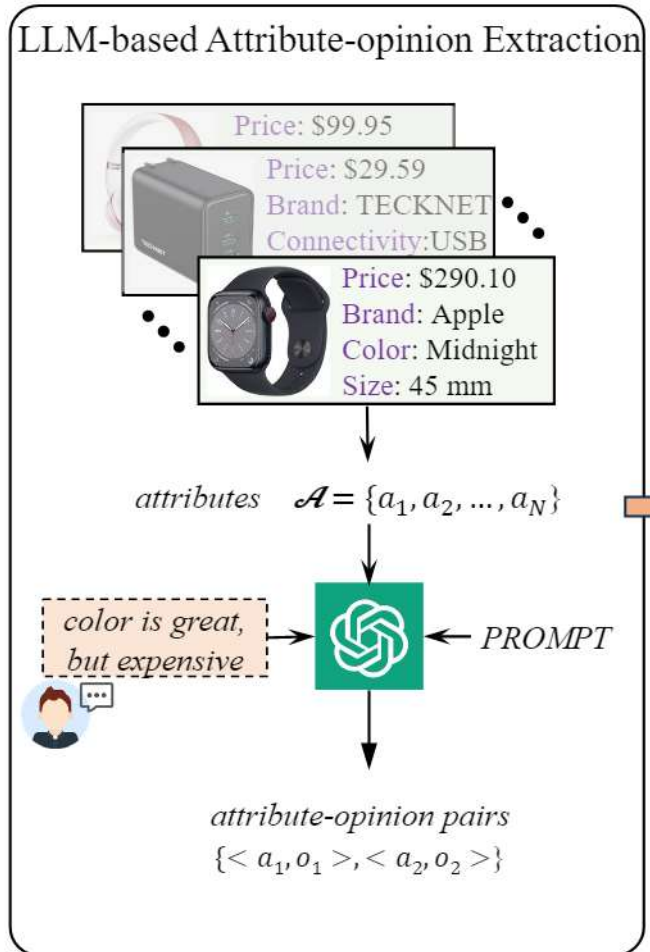 LLM-based Attribute-opinion Extraction
Price: $99.95
Price: $29.59
Brand: TECKNET
Connectivity:USB
TECKNET
Price: $290.10
Brand: Apple
Color: Midnight
Size: 45 mm
attributes 𝒜 = {a₁, a₂, ..., a_N}
color is great,
but expensive
PROMPT
attribute-opinion pairs
{< a₁, o₁ >, < a₂, o₂ >}